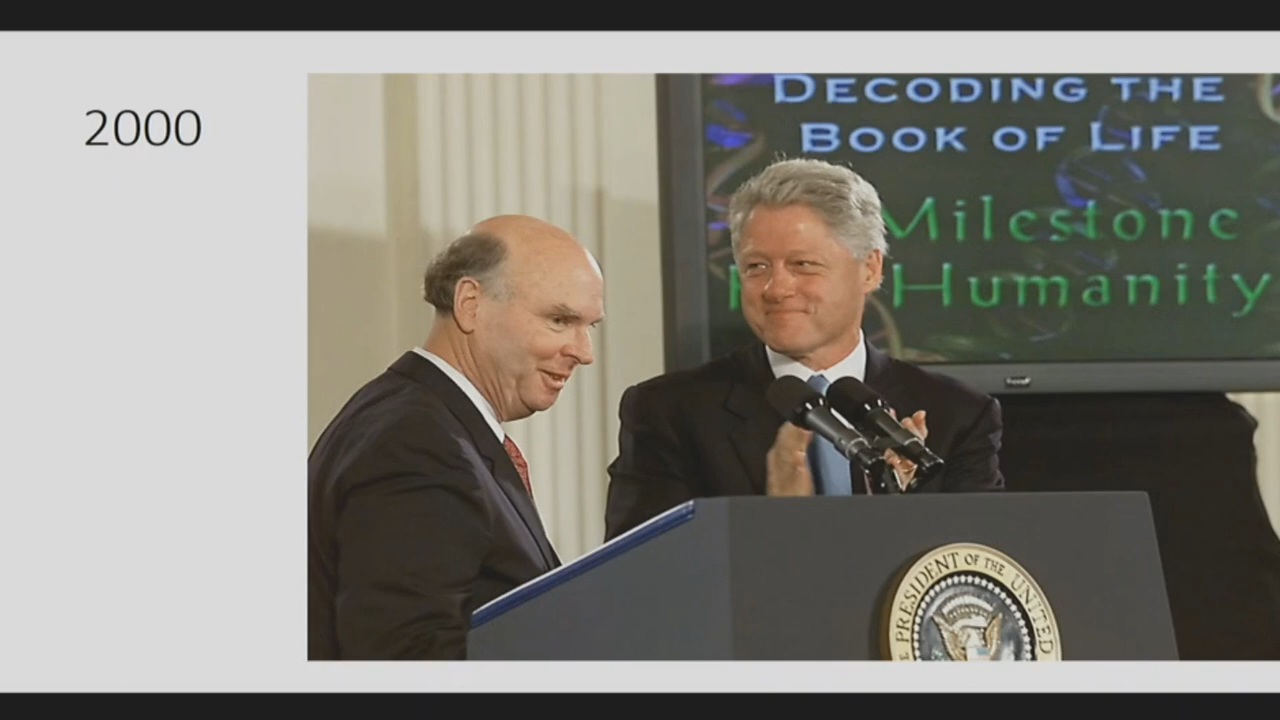 2000
DECODING THE
BOOK OF LIFE
Milestone
Humanity
PRESIDENT OF THE UNITED